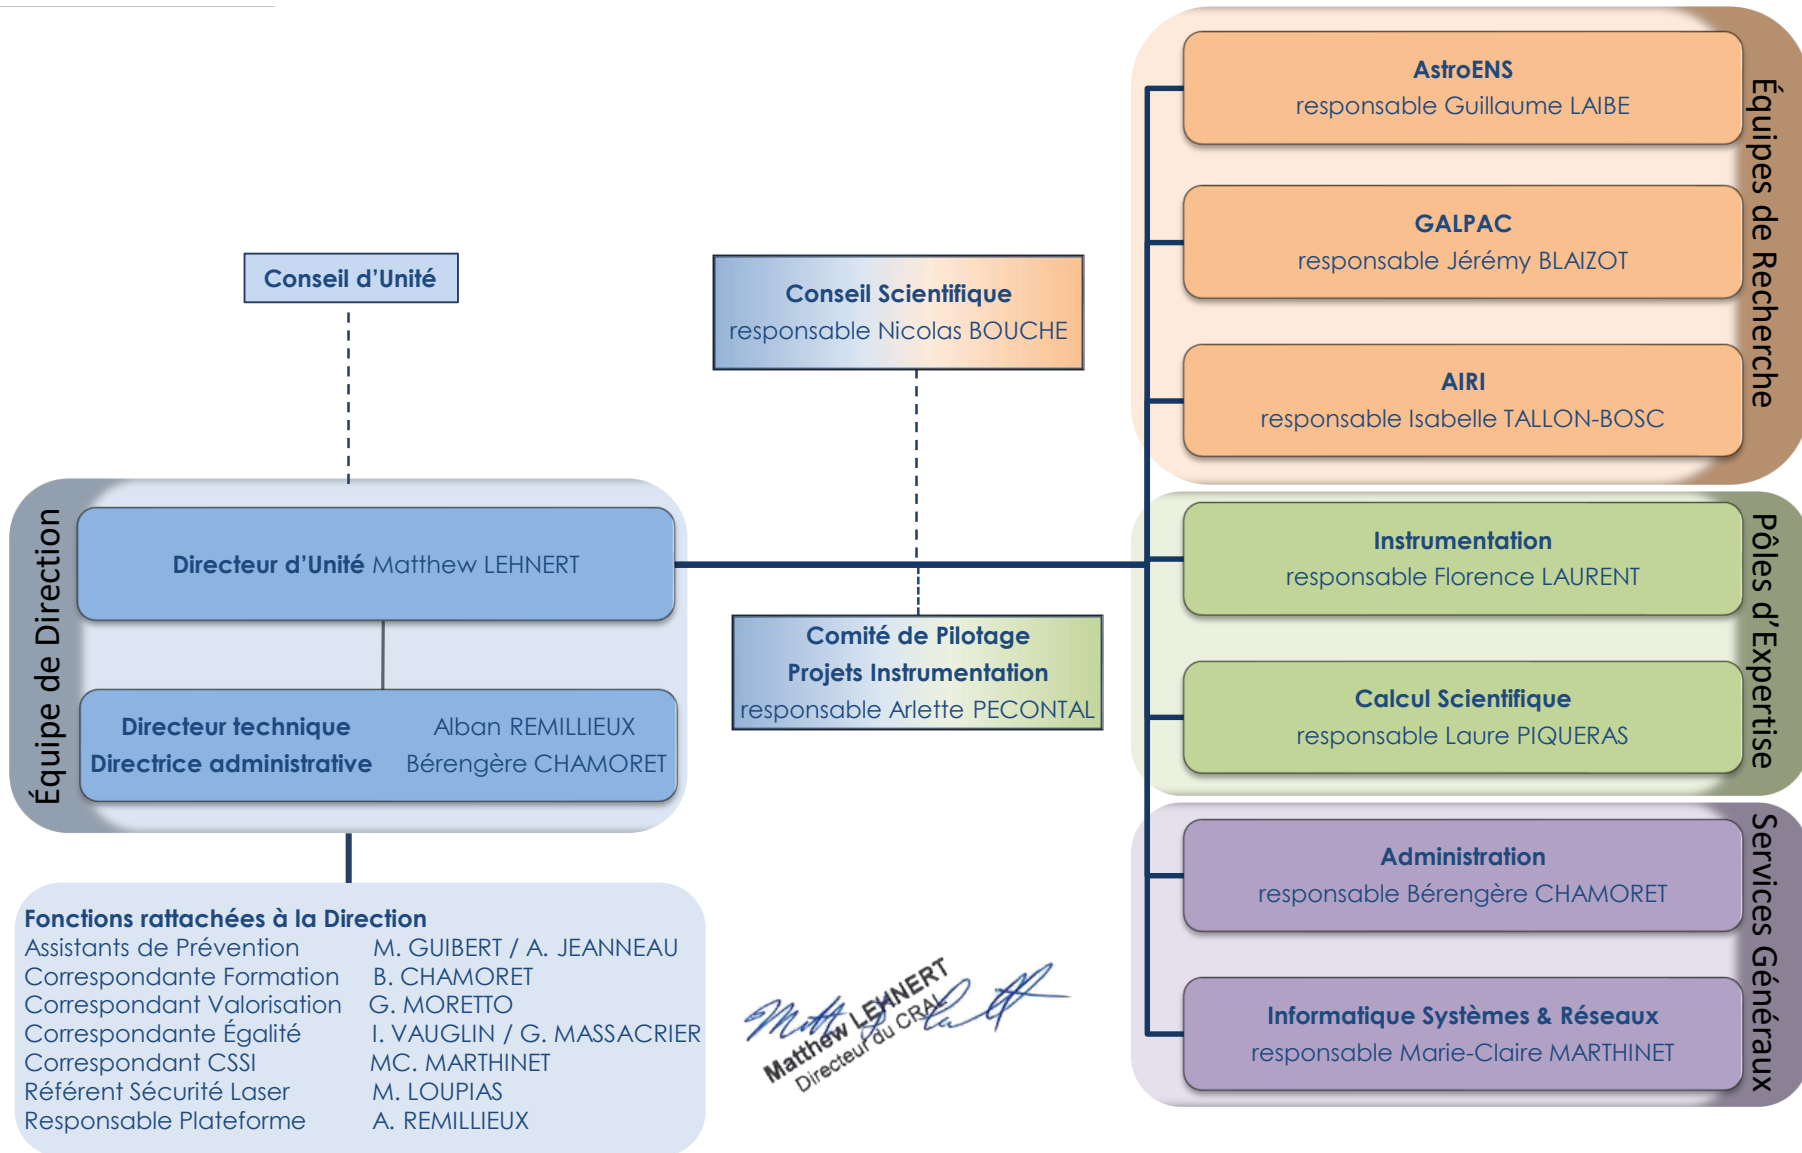 Conseil d'Unité
Conseil Scientifique
responsable Nicolas BOUCHE
Équipe de Direction
Directeur d'Unité Matthew LEHNERT
Directeur technique Alban REMILLIEUX
Directrice administrative Bérengère CHAMORET
Comité de Pilotage
Projets Instrumentation
responsable Arlette PECONTAL
Fonctions rattachées à la Direction
Assistants de Prévention M. GUIBERT / A. JEANNEAU
Correspondante Formation B. CHAMORET
Correspondant Valorisation G. MORETTO
Correspondante Égalité I. VAUGLIN / G. MASSACRIER
Correspondant CSSI MC. MARTHINET
Référent Sécurité Laser M. LOUPIAS
Responsable Plateforme A. REMILLIEUX
Matthew LEHNERT
Directeur du CRAL
Équipes de Recherche
AstroENS
responsable Guillaume LAIBE
GALPAC
responsable Jérémy BLAIZOT
AIRI
responsable Isabelle TALLON-BOSC
Pôles d'Expertise
Instrumentation
responsable Florence LAURENT
Calcul Scientifique
responsable Laure PIQUERAS
Services Généraux
Administration
responsable Bérengère CHAMORET
Informatique Systèmes & Réseaux
responsable Marie-Claire MARTHINET